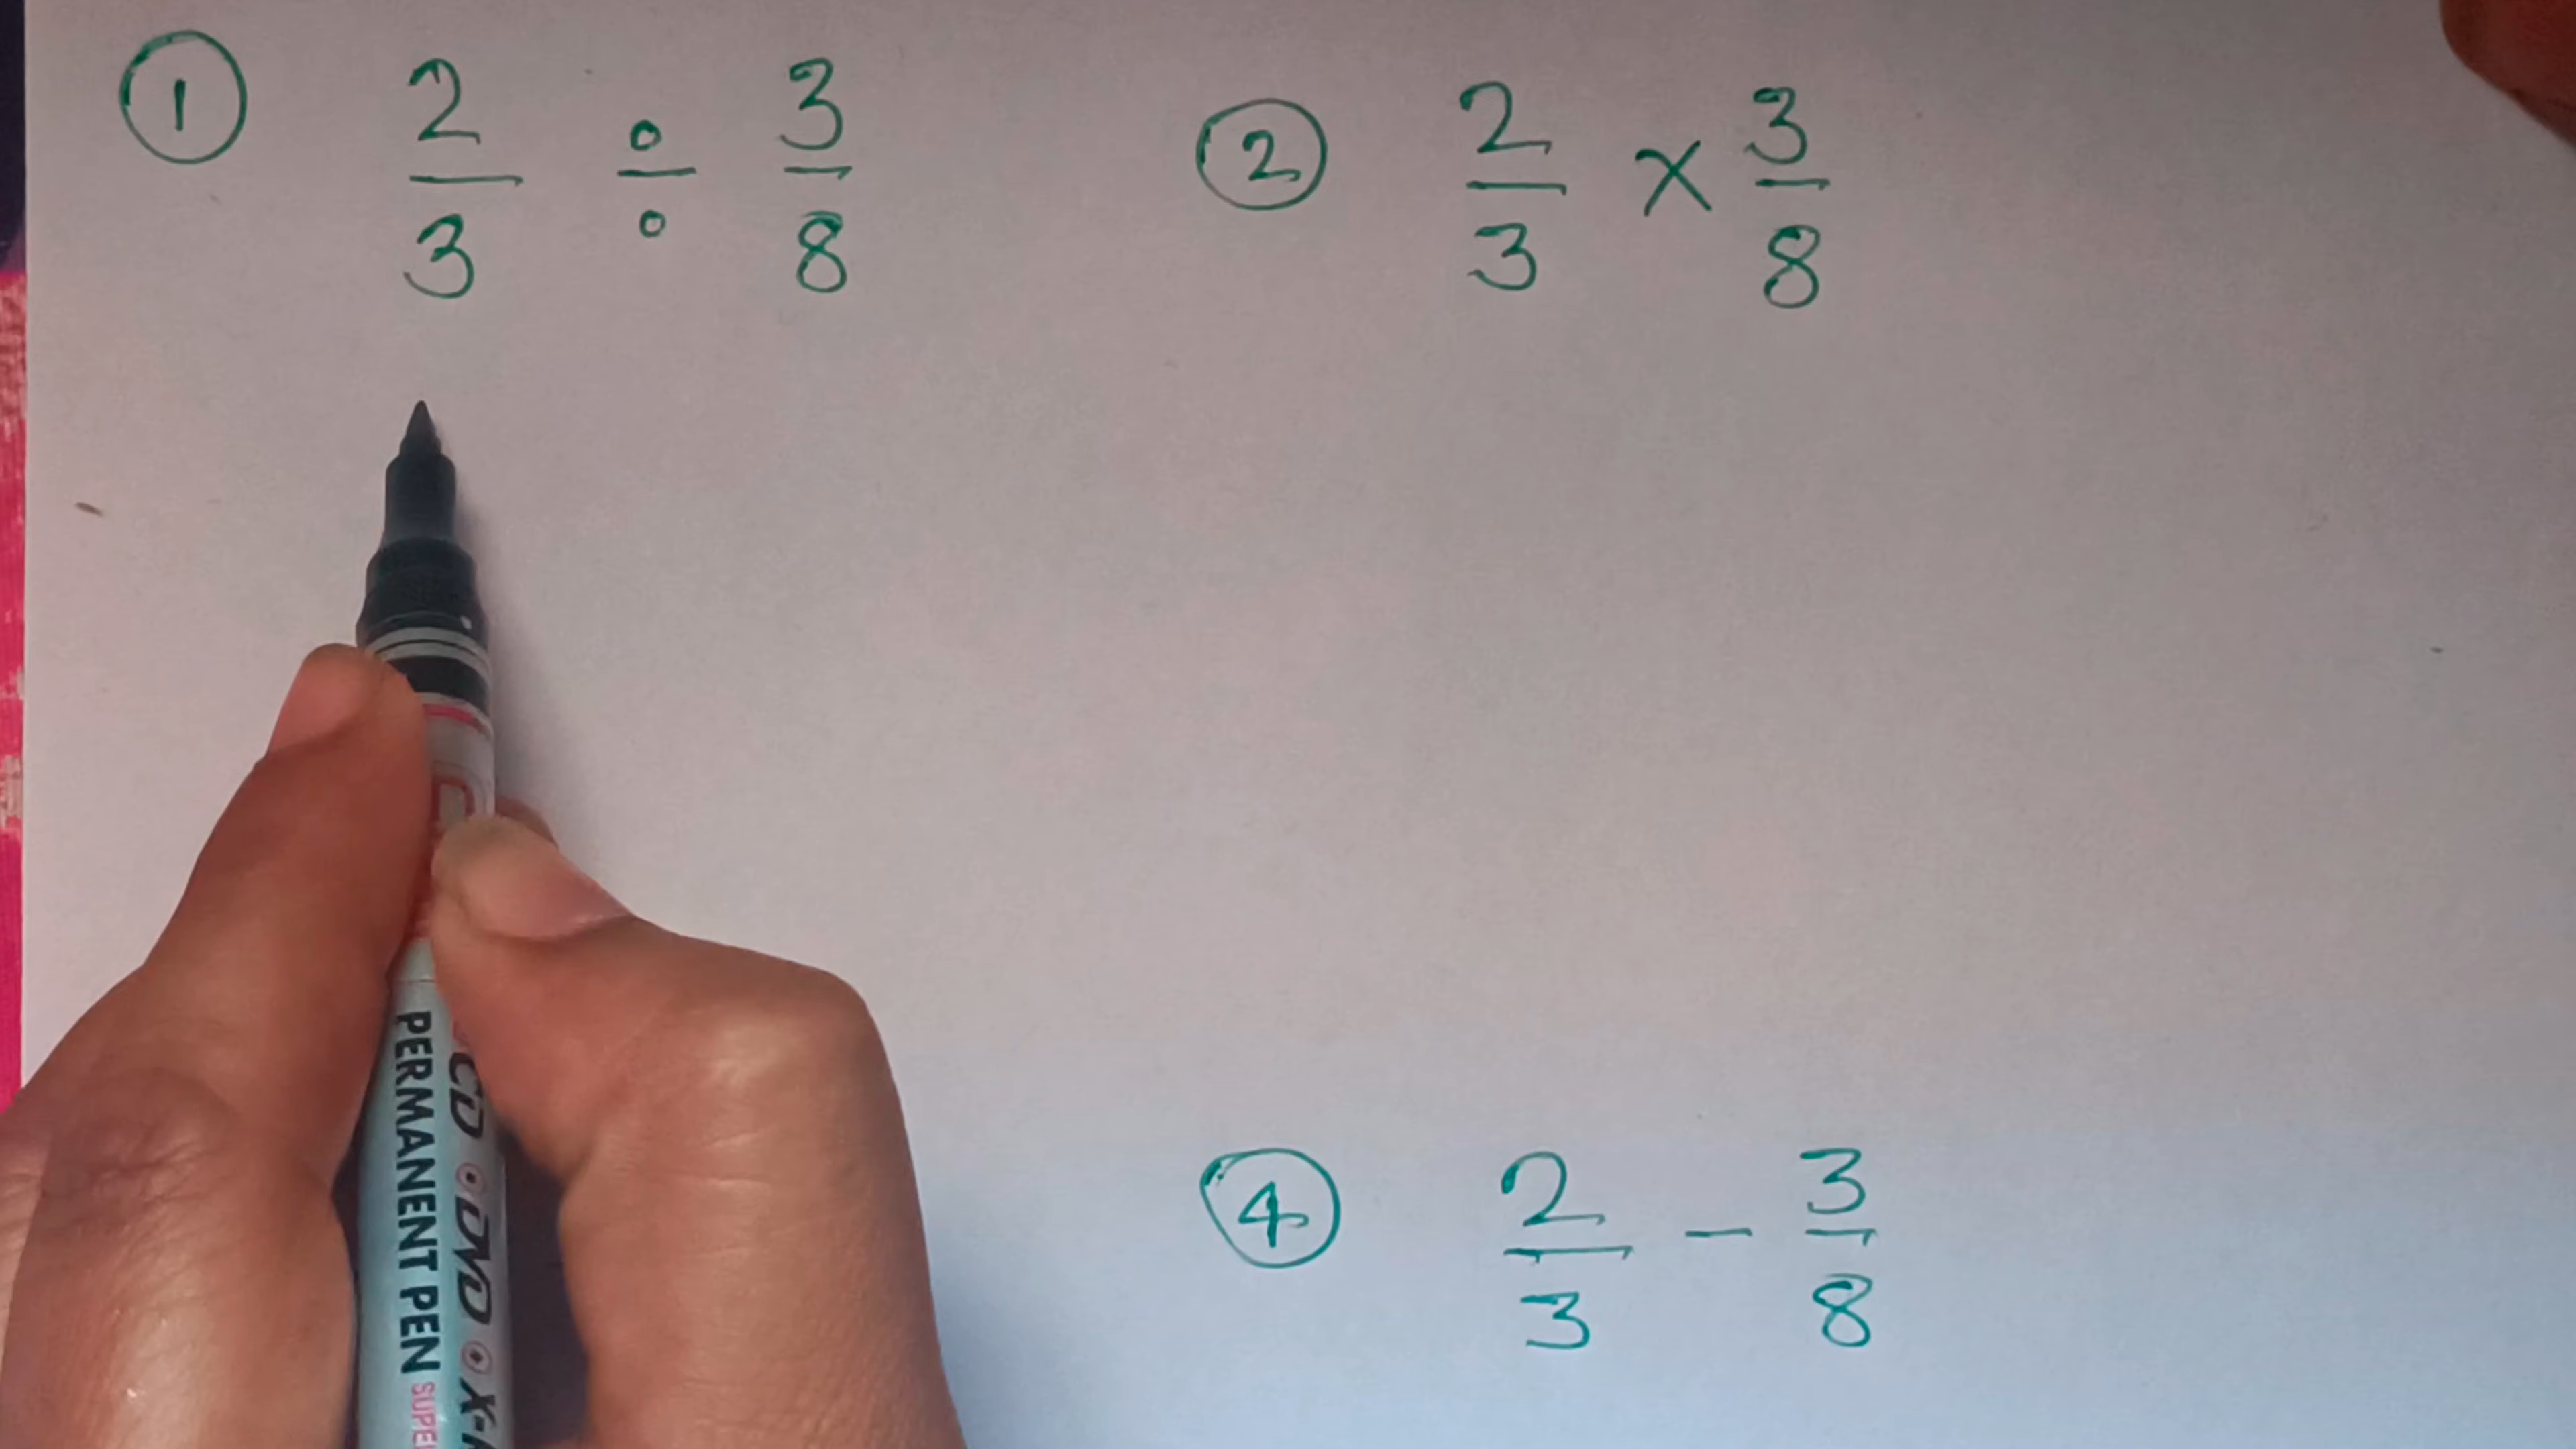 ① 2/3 ÷ 3/8
② 2/3 × 3/8
④ 2/3 − 3/8
CD • DVD • X-
PERMANENT PEN